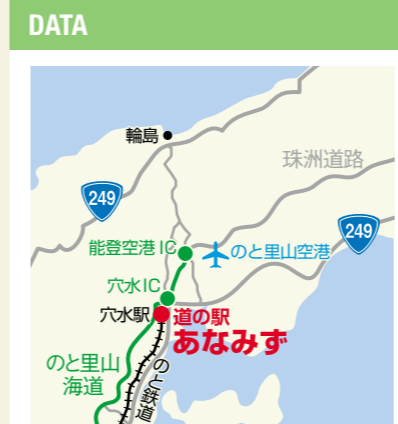 DATA
輪島
珠洲道路
249
249
能登空港IC
のと里山空港
穴水IC
穴水駅
道の駅
あなみず
のと里山
海道
のと鉄道